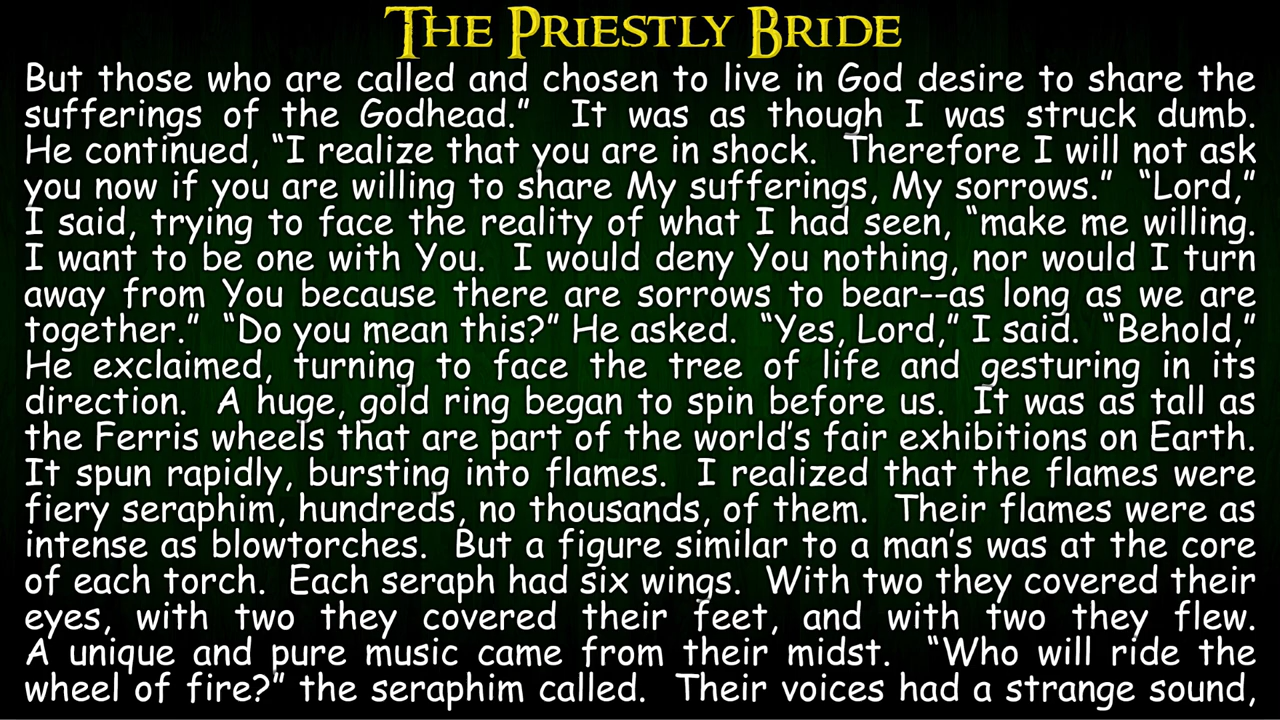 The Priestly Bride
But those who are called and chosen to live in God desire to share the
sufferings of the Godhead.”  It was as though I was struck dumb.
He continued, “I realize that you are in shock.  Therefore I will not ask
you now if you are willing to share My sufferings, My sorrows.”  “Lord,”
I said, trying to face the reality of what I had seen, “make me willing.
I want to be one with You.  I would deny You nothing, nor would I turn
away from You because there are sorrows to bear--as long as we are
together.”  “Do you mean this?” He asked.  “Yes, Lord,” I said.  “Behold,”
He exclaimed, turning to face the tree of life and gesturing in its
direction.  A huge, gold ring began to spin before us.  It was as tall as
the Ferris wheels that are part of the world’s fair exhibitions on Earth.
It spun rapidly, bursting into flames.  I realized that the flames were
fiery seraphim, hundreds, no thousands, of them.  Their flames were as
intense as blowtorches.  But a figure similar to a man’s was at the core
of each torch.  Each seraph had six wings.  With two they covered their
eyes, with two they covered their feet, and with two they flew.
A unique and pure music came from their midst.  “Who will ride the
wheel of fire?” the seraphim called.  Their voices had a strange sound,